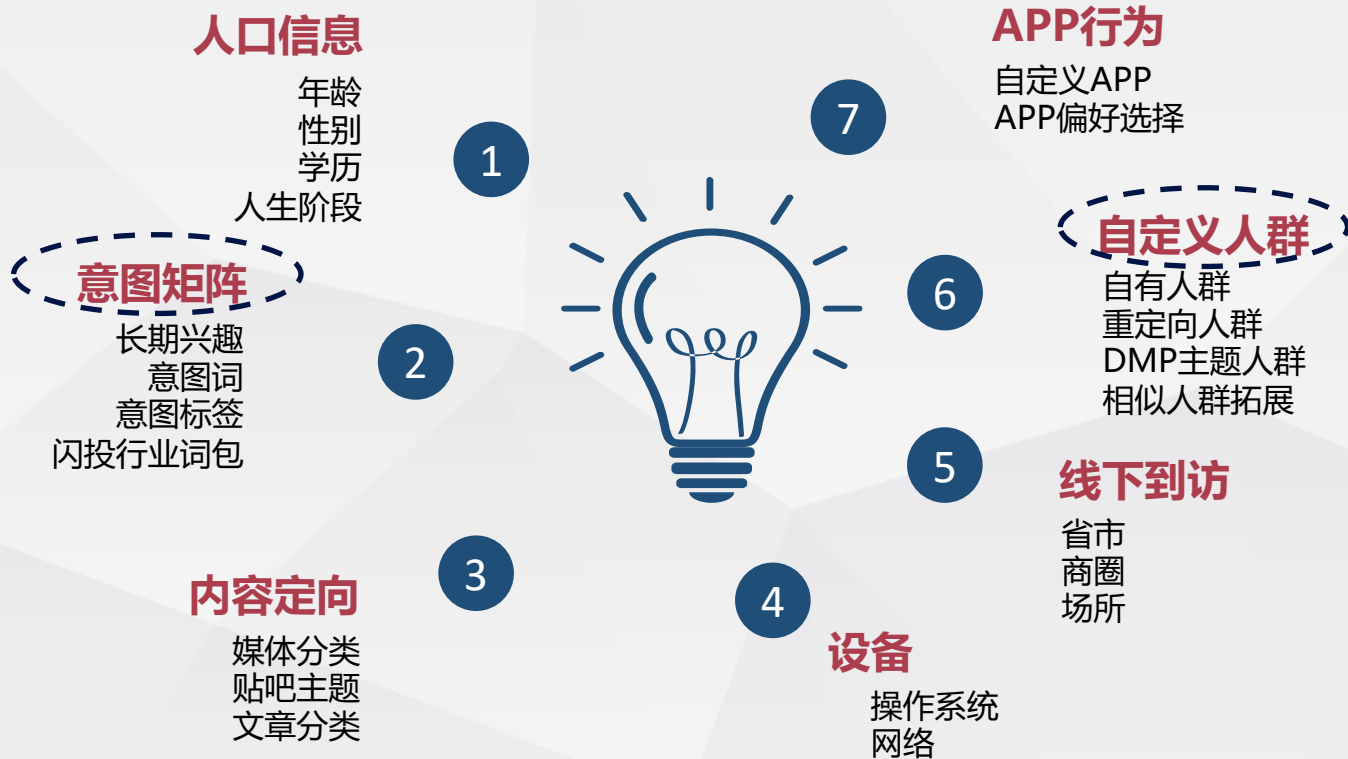 人口信息
年龄
性别
学历
人生阶段
1
意图矩阵
长期兴趣
意图词
意图标签
闪投行业词包
2
内容定向
媒体分类
贴吧主题
文章分类
3
4
设备
操作系统
网络
5
线下到访
省市
商圈
场所
6
自定义人群
自有人群
重定向人群
DMP主题人群
相似人群拓展
7
APP行为
自定义APP
APP偏好选择